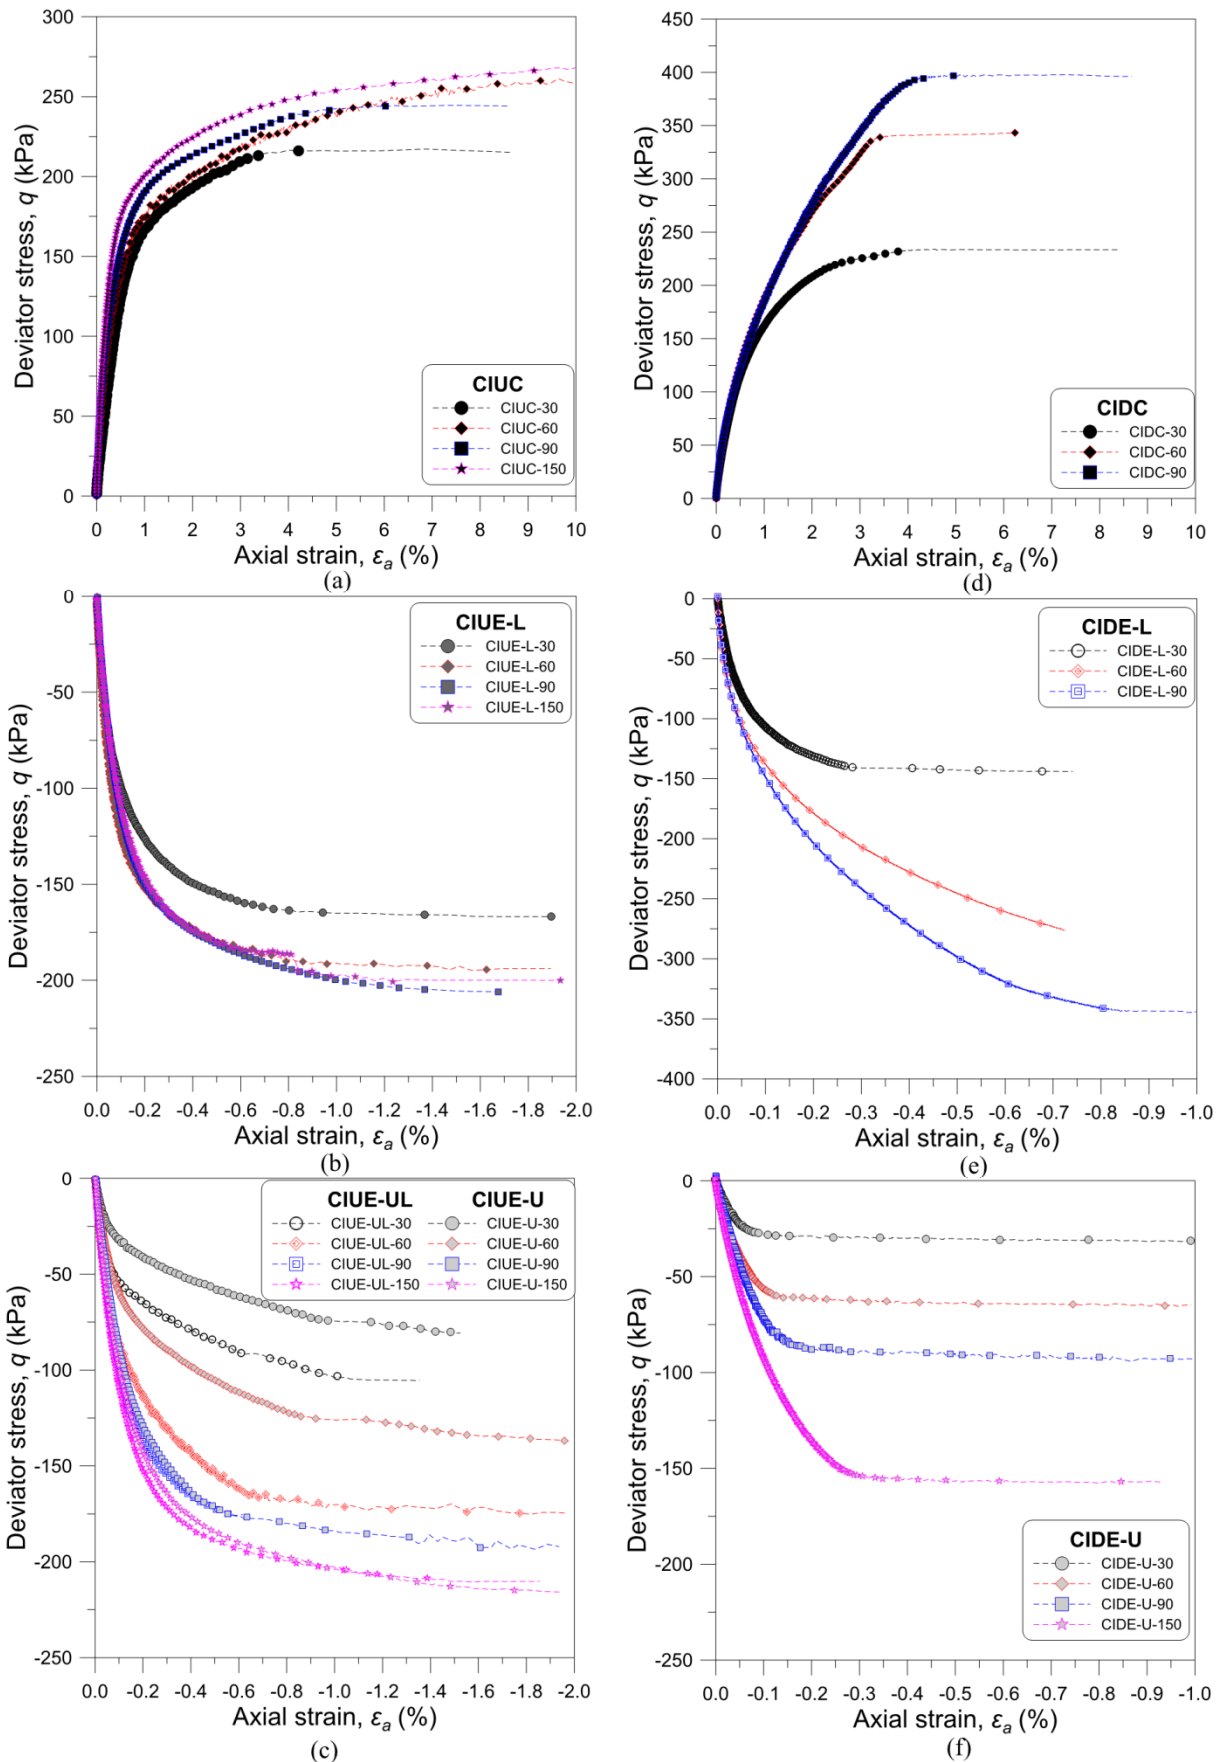 300
250
200
150
100
50
0
Deviator stress, q (kPa)
CIUC
CIUC-30
CIUC-60
CIUC-90
CIUC-150
0 1 2 3 4 5 6 7 8 9 10
Axial strain, εa (%)
(a)
450
400
350
300
250
200
150
100
50
0
Deviator stress, q (kPa)
CIDC
CIDC-30
CIDC-60
CIDC-90
0 1 2 3 4 5 6 7 8 9 10
Axial strain, εa (%)
(d)
0
-50
-100
-150
-200
-250
Deviator stress, q (kPa)
CIUE-L
CIUE-L-30
CIUE-L-60
CIUE-L-90
CIUE-L-150
0.0 -0.2 -0.4 -0.6 -0.8 -1.0 -1.2 -1.4 -1.6 -1.8 -2.0
Axial strain, εa (%)
(b)
0
-50
-100
-150
-200
-250
-300
-350
-400
Deviator stress, q (kPa)
CIDE-L
CIDE-L-30
CIDE-L-60
CIDE-L-90
0.0 -0.1 -0.2 -0.3 -0.4 -0.5 -0.6 -0.7 -0.8 -0.9 -1.0
Axial strain, εa (%)
(e)
0
-50
-100
-150
-200
-250
Deviator stress, q (kPa)
CIUE-UL CIUE-U
CIUE-UL-30 CIUE-U-30
CIUE-UL-60 CIUE-U-60
CIUE-UL-90 CIUE-U-90
CIUE-UL-150 CIUE-U-150
0.0 -0.2 -0.4 -0.6 -0.8 -1.0 -1.2 -1.4 -1.6 -1.8 -2.0
Axial strain, εa (%)
(c)
0
-50
-100
-150
-200
-250
Deviator stress, q (kPa)
CIDE-U
CIDE-U-30
CIDE-U-60
CIDE-U-90
CIDE-U-150
0.0 -0.1 -0.2 -0.3 -0.4 -0.5 -0.6 -0.7 -0.8 -0.9 -1.0
Axial strain, εa (%)
(f)